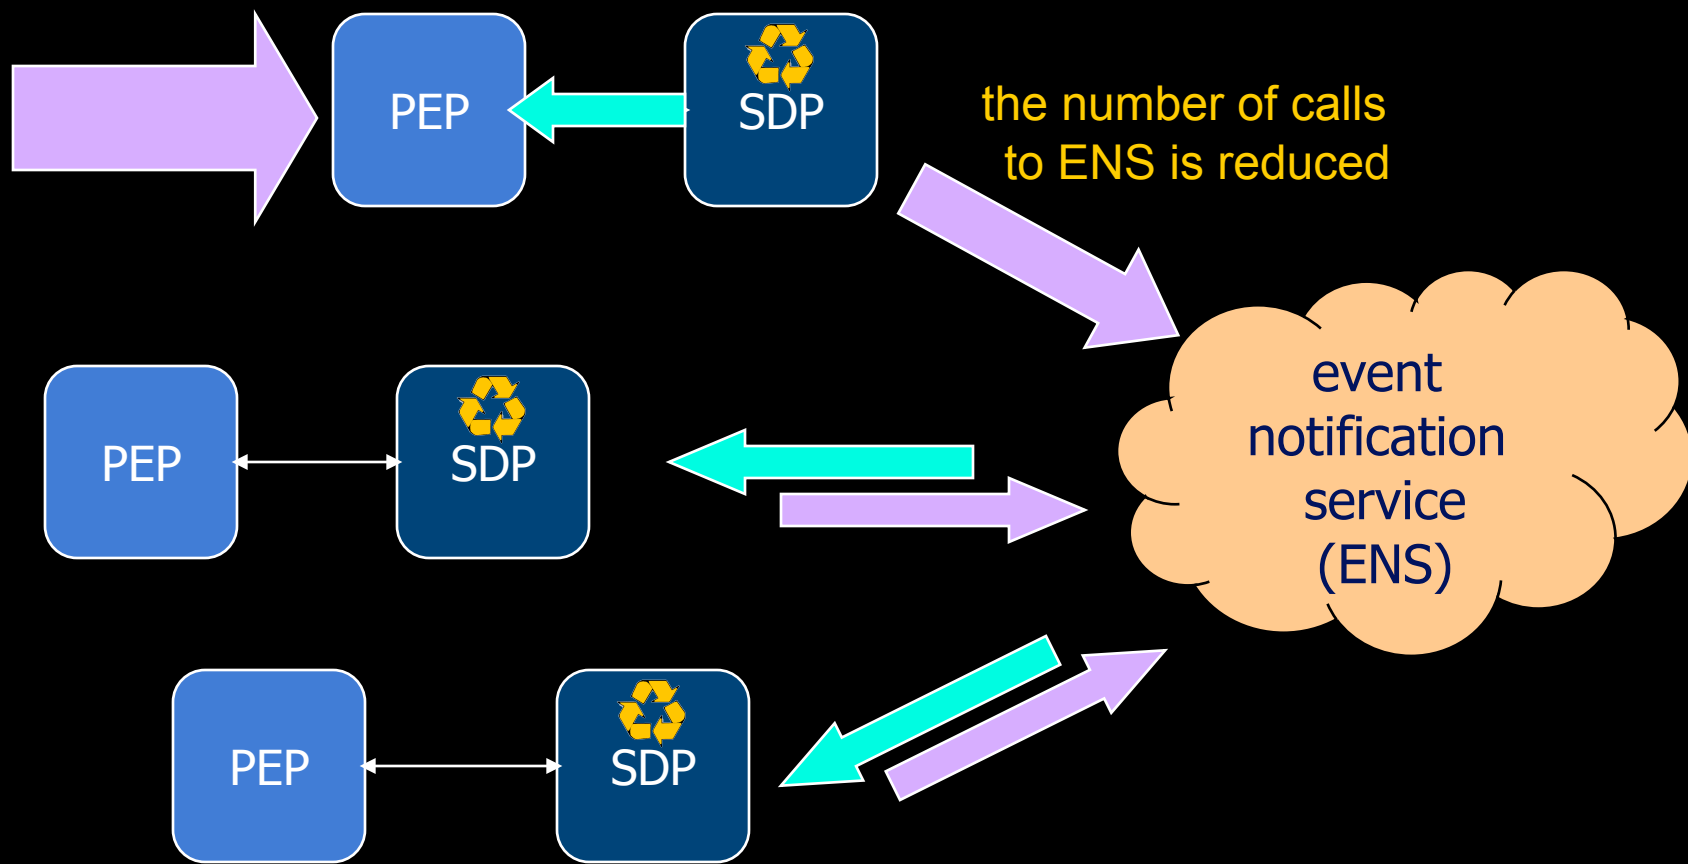 PEP
SDP
the number of calls
to ENS is reduced
event
notification
service
(ENS)
PEP
SDP
PEP
SDP